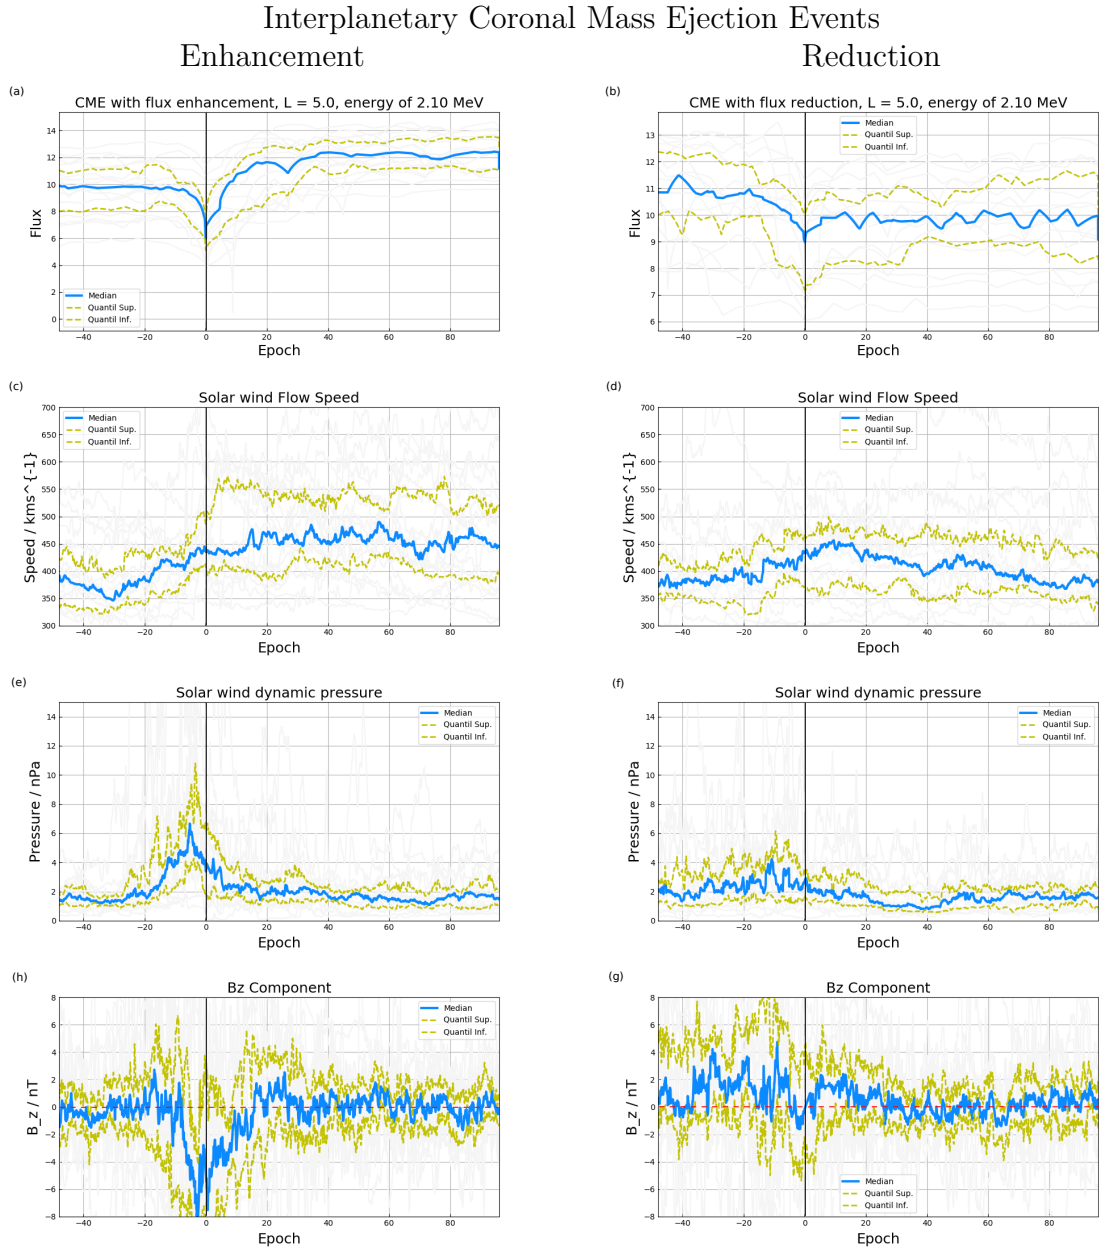 Interplanetary Coronal Mass Ejection Events
Enhancement
Reduction
(a)
CME with flux enhancement, L = 5.0, energy of 2.10 MeV
Flux
14
12
10
8
6
4
2
0
Median
Quantil Sup.
Quantil Inf.
−40 −20 0 20 40 60 80
Epoch
(b)
CME with flux reduction, L = 5.0, energy of 2.10 MeV
Flux
13
12
11
10
9
8
7
6
Median
Quantil Sup.
Quantil Inf.
−40 −20 0 20 40 60 80
Epoch
(c)
Solar wind Flow Speed
Speed / kms^{-1}
700
650
600
550
500
450
400
350
300
Median
Quantil Sup.
Quantil Inf.
−40 −20 0 20 40 60 80
Epoch
(d)
Solar wind Flow Speed
Speed / kms^{-1}
700
650
600
550
500
450
400
350
300
Median
Quantil Sup.
Quantil Inf.
−40 −20 0 20 40 60 80
Epoch
(e)
Solar wind dynamic pressure
Pressure / nPa
14
12
10
8
6
4
2
0
Median
Quantil Sup.
Quantil Inf.
−40 −20 0 20 40 60 80
Epoch
(f)
Solar wind dynamic pressure
Pressure / nPa
14
12
10
8
6
4
2
0
Median
Quantil Sup.
Quantil Inf.
−40 −20 0 20 40 60 80
Epoch
(h)
Bz Component
B_z / nT
8
6
4
2
0
−2
−4
−6
−8
Median
Quantil Sup.
Quantil Inf.
−40 −20 0 20 40 60 80
Epoch
(g)
Bz Component
B_z / nT
8
6
4
2
0
−2
−4
−6
−8
Median
Quantil Sup.
Quantil Inf.
−40 −20 0 20 40 60 80
Epoch